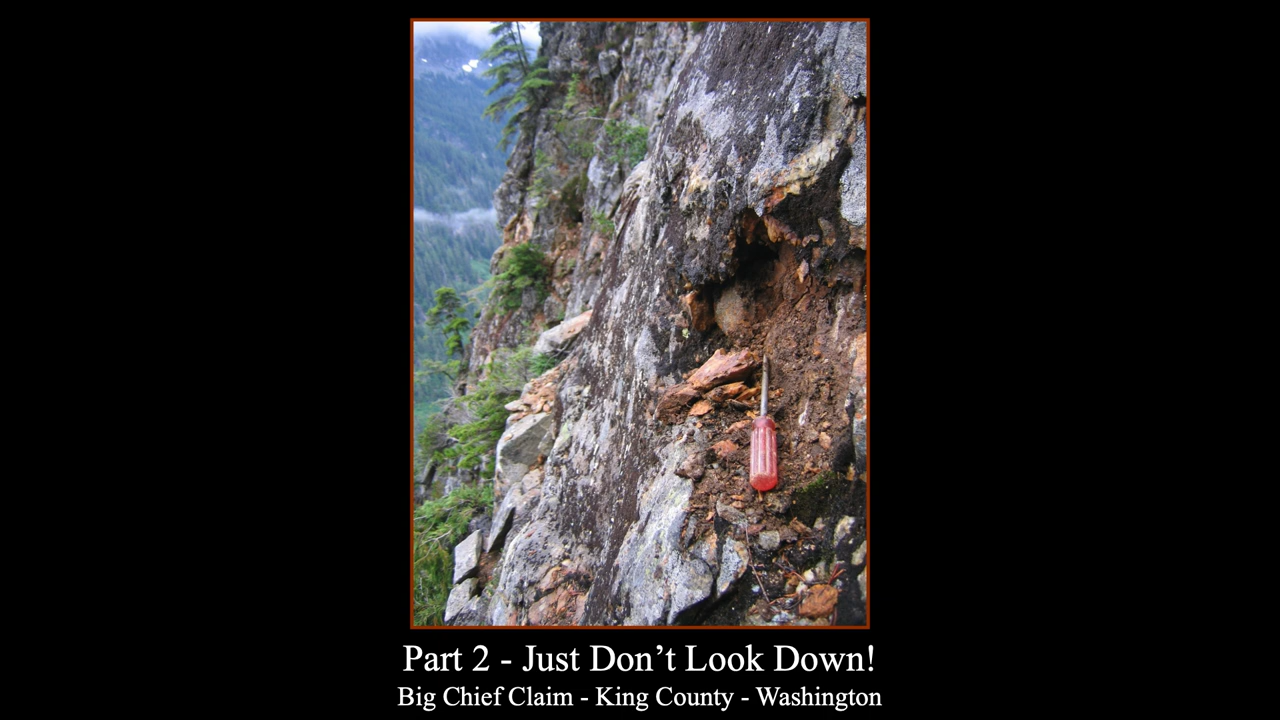 Part 2 - Just Don’t Look Down!
Big Chief Claim - King County - Washington